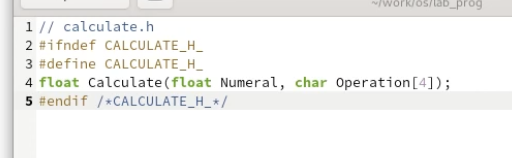 ~/work/os/lab_prog
1 // calculate.h
2 #ifndef CALCULATE_H_
3 #define CALCULATE_H_
4 float Calculate(float Numeral, char Operation[4]);
5 #endif /*CALCULATE_H_*/